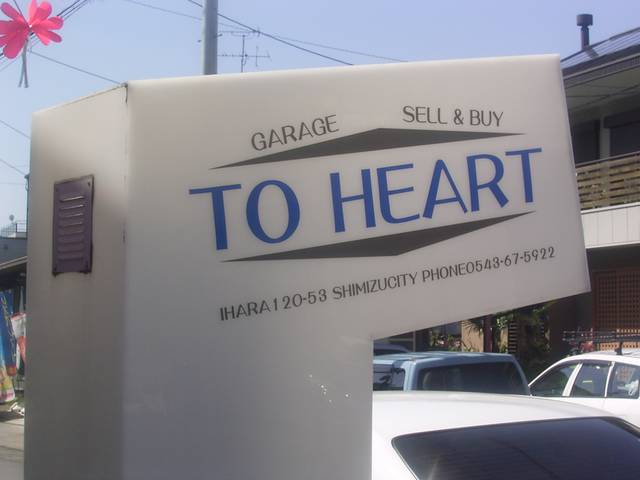 GARAGE SELL & BUY
TO HEART
IHARA120-53 SHIMIZUCITY PHONE0543-67-5922